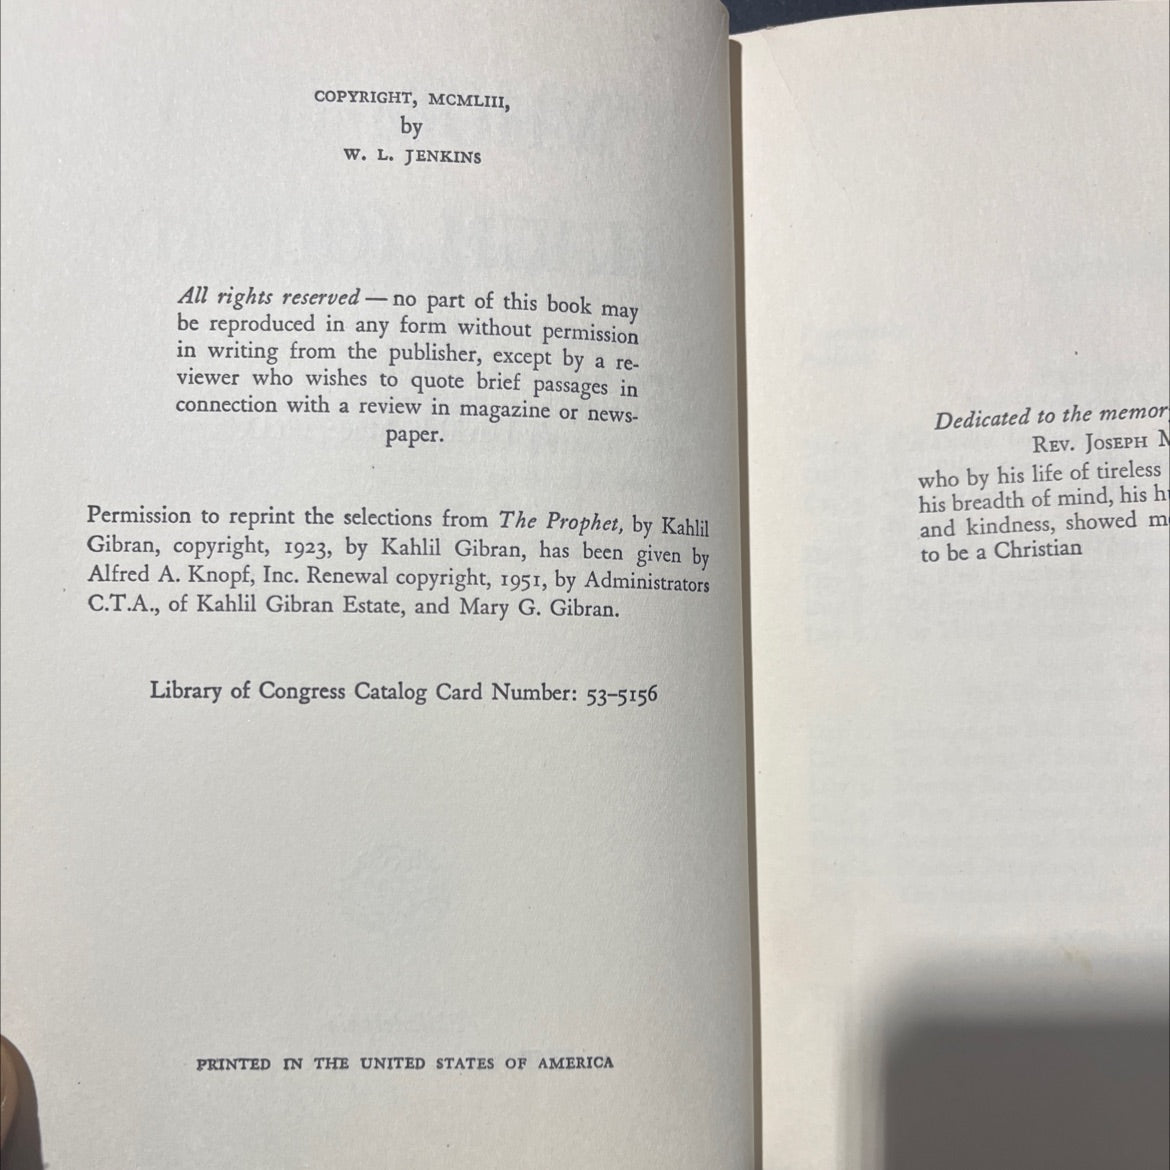 COPYRIGHT, MCMLIII,
by
W. L. JENKINS
All rights reserved — no part of this book may
be reproduced in any form without permission
in writing from the publisher, except by a re-
viewer who wishes to quote brief passages in
connection with a review in magazine or news-
paper.
Permission to reprint the selections from The Prophet, by Kahlil
Gibran, copyright, 1923, by Kahlil Gibran, has been given by
Alfred A. Knopf, Inc. Renewal copyright, 1951, by Administrators
C.T.A., of Kahlil Gibran Estate, and Mary G. Gibran.
Library of Congress Catalog Card Number: 53–5156
PRINTED IN THE UNITED STATES OF AMERICA
Dedicated to the
REV. JOSEPH
who by his life of tireless
his breadth of mind, his
and kindness, showed
to be a Christian